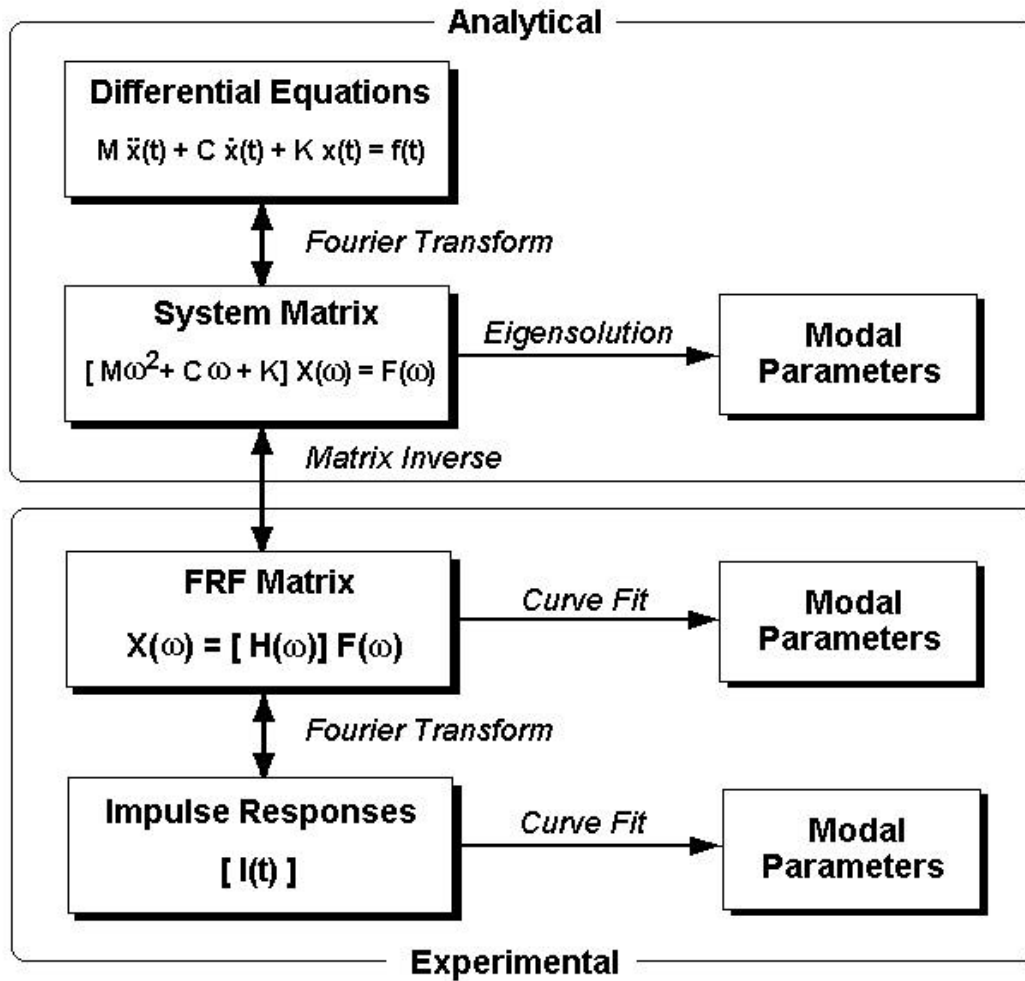 Analytical
Differential Equations
M ẍ(t) + C ẋ(t) + K x(t) = f(t)
Fourier Transform
System Matrix
[ Mω²+ C ω + K] X(ω) = F(ω)
Eigensolution
Modal
Parameters
Matrix Inverse
FRF Matrix
X(ω) = [ H(ω)] F(ω)
Curve Fit
Modal
Parameters
Fourier Transform
Impulse Responses
[ I(t) ]
Curve Fit
Modal
Parameters
Experimental